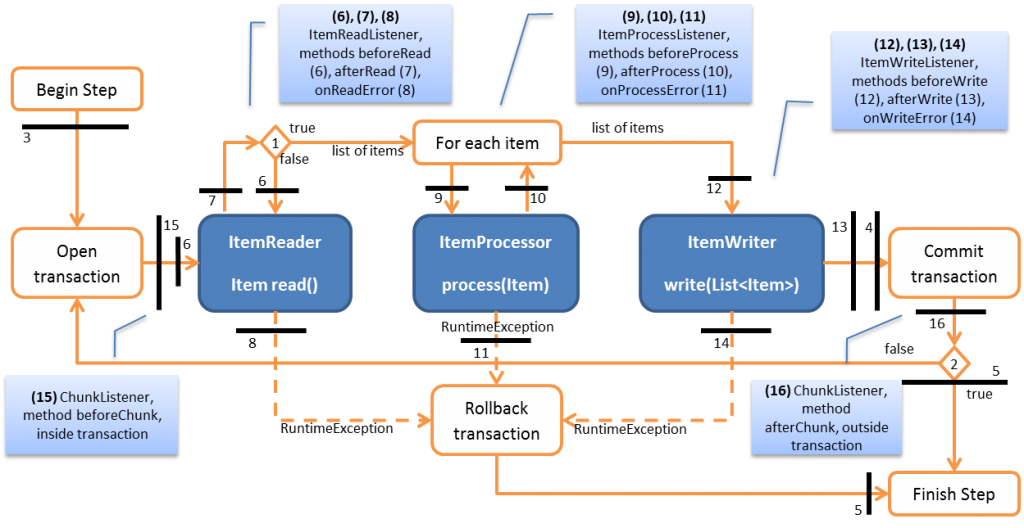 (6), (7), (8)
ItemReadListener,
methods beforeRead
(6), afterRead (7),
onReadError (8)
(9), (10), (11)
ItemProcessListener,
methods beforeProcess
(9), afterProcess (10),
onProcessError (11)
(12), (13), (14)
ItemWriteListener,
methods beforeWrite
(12), afterWrite (13),
onWriteError (14)
Begin Step
3
1
true
false
list of items
For each item
list of items
7
6
9
10
12
Open
transaction
15
6
ItemReader
Item read()
ItemProcessor
process(Item)
ItemWriter
write(List<Item>)
13
4
Commit
transaction
16
8
RuntimeException
11
14
false
2
5
true
(15) ChunkListener,
method beforeChunk,
inside transaction
(16) ChunkListener,
method
afterChunk, outside
transaction
Rollback
transaction
RuntimeException
RuntimeException
5
Finish Step